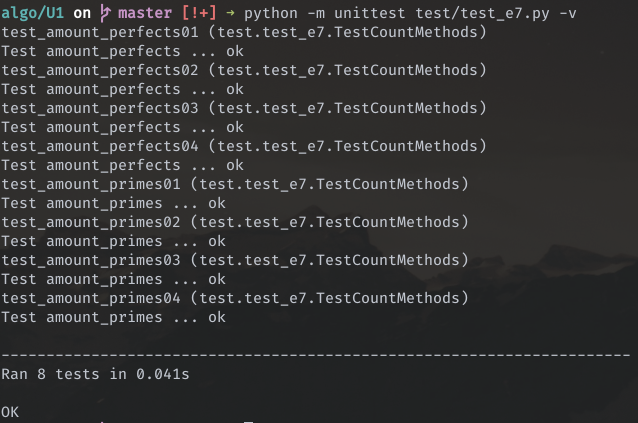 algo/U1 on master [!+] → python -m unittest test/test_e7.py -v
test_amount_perfects01 (test.test_e7.TestCountMethods)
Test amount_perfects ... ok
test_amount_perfects02 (test.test_e7.TestCountMethods)
Test amount_perfects ... ok
test_amount_perfects03 (test.test_e7.TestCountMethods)
Test amount_perfects ... ok
test_amount_perfects04 (test.test_e7.TestCountMethods)
Test amount_perfects ... ok
test_amount_primes01 (test.test_e7.TestCountMethods)
Test amount_primes ... ok
test_amount_primes02 (test.test_e7.TestCountMethods)
Test amount_primes ... ok
test_amount_primes03 (test.test_e7.TestCountMethods)
Test amount_primes ... ok
test_amount_primes04 (test.test_e7.TestCountMethods)
Test amount_primes ... ok
----------------------------------------------------------------------
Ran 8 tests in 0.041s
OK